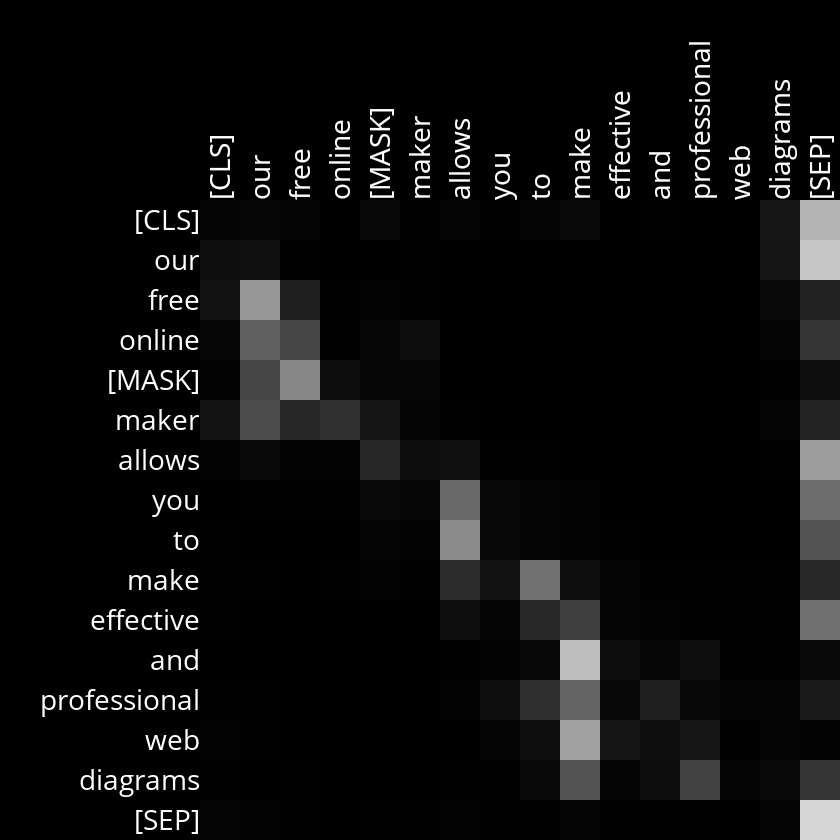 [CLS] our free online [MASK] maker allows you to make effective and professional web diagrams [SEP]
[CLS]
our
free
online
[MASK]
maker
allows
you
to
make
effective
and
professional
web
diagrams
[SEP]